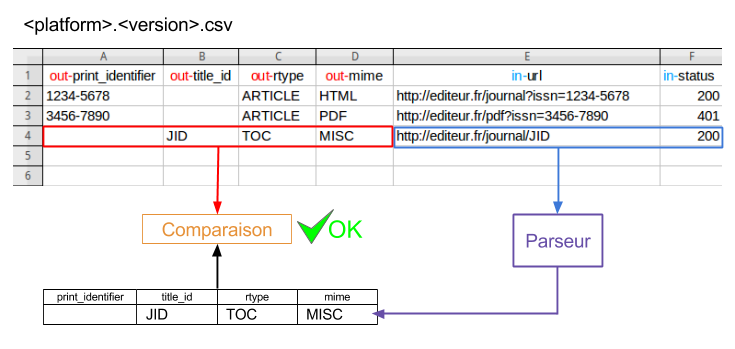 <platform>.<version>.csv
A B C D E F
1 out-print_identifier out-title_id out-rtype out-mime in-url in-status
2 1234-5678 ARTICLE HTML http://editeur.fr/journal?issn=1234-5678 200
3 3456-7890 ARTICLE PDF http://editeur.fr/pdf?issn=3456-7890 401
4 JID TOC MISC http://editeur.fr/journal/JID 200
5
6
Comparaison OK
Parseur
print_identifier title_id rtype mime
JID TOC MISC